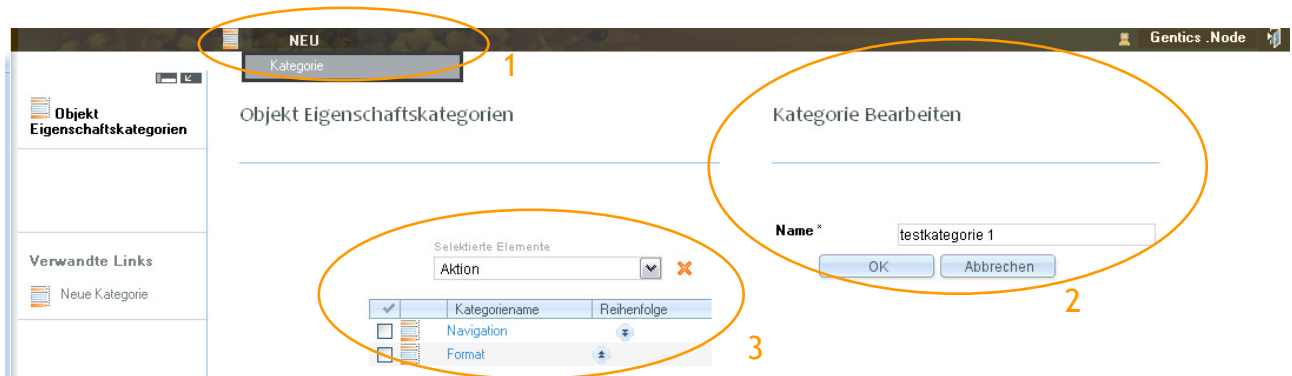 NEU
Gentics .Node
Kategorie
1
Objekt
Eigenschaftskategorien
Objekt Eigenschaftskategorien
Kategorie Bearbeiten
Name *
testkategorie 1
OK
Abbrechen
2
Selektierte Elemente
Aktion
Verwandte Links
Neue Kategorie
Kategoriename
Reihenfolge
Navigation
Format
3